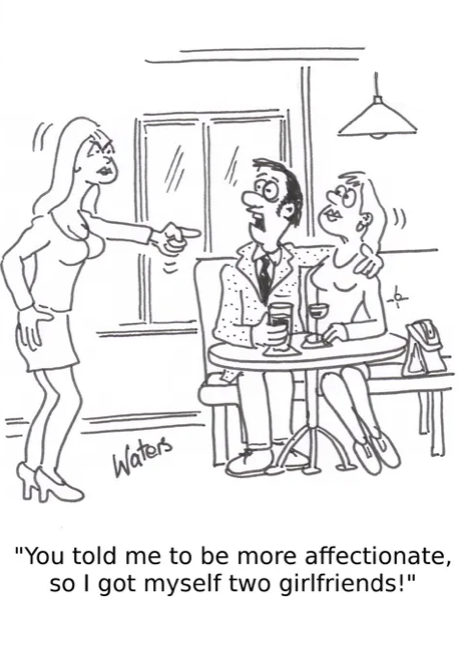 Waters
"You told me to be more affectionate,
so I got myself two girlfriends!"